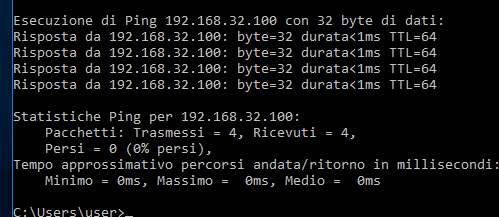 Esecuzione di Ping 192.168.32.100 con 32 byte di dati:
Risposta da 192.168.32.100: byte=32 durata<1ms TTL=64
Risposta da 192.168.32.100: byte=32 durata<1ms TTL=64
Risposta da 192.168.32.100: byte=32 durata<1ms TTL=64
Risposta da 192.168.32.100: byte=32 durata<1ms TTL=64
Statistiche Ping per 192.168.32.100:
    Pacchetti: Trasmessi = 4, Ricevuti = 4,
    Persi = 0 (0% persi),
Tempo approssimativo percorsi andata/ritorno in millisecondi:
    Minimo = 0ms, Massimo =  0ms, Medio =  0ms
C:\Users\user>_